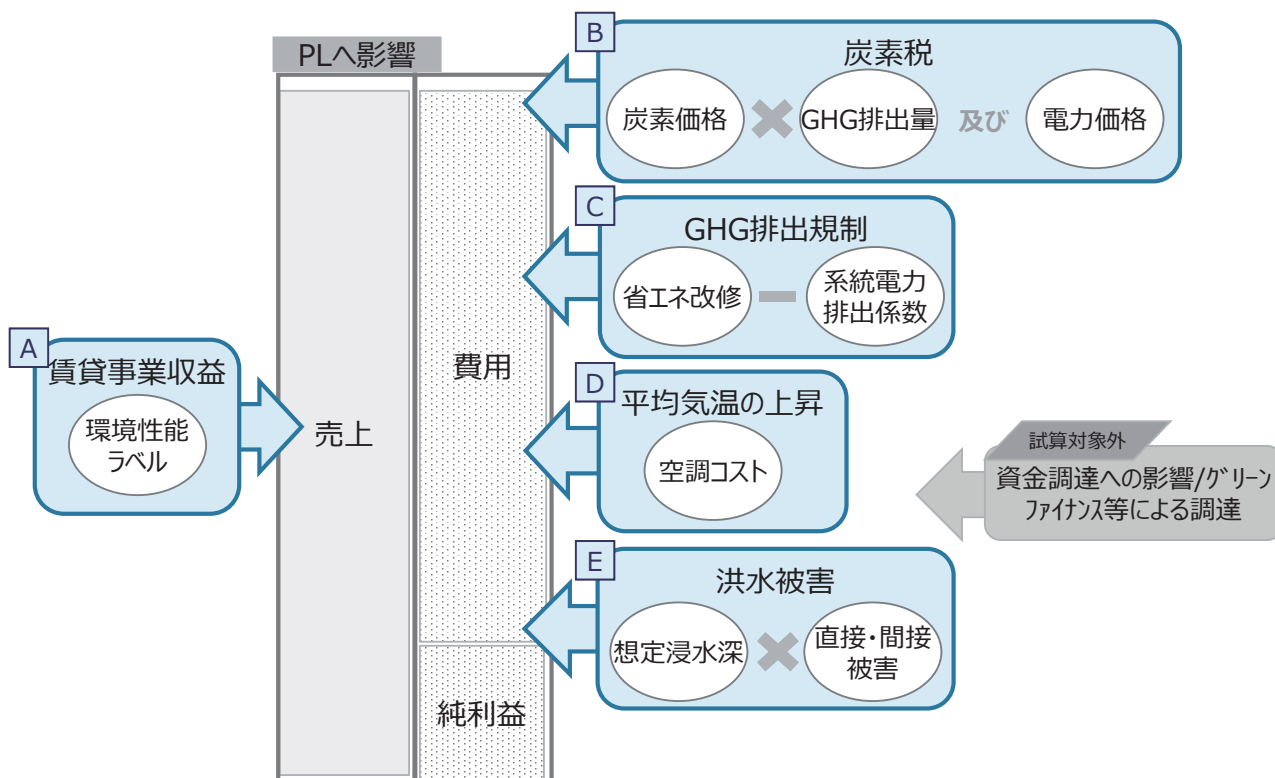 PLへ影響
A
賃貸事業収益
環境性能
ラベル
売上
費用
純利益
B
炭素税
炭素価格
GHG排出量
及び
電力価格
C
GHG排出規制
省エネ改修
系統電力
排出係数
D
平均気温の上昇
空調コスト
E
洪水被害
想定浸水深
直接・間接
被害
試算対象外
資金調達への影響/グリーン
ファイナンス等による調達